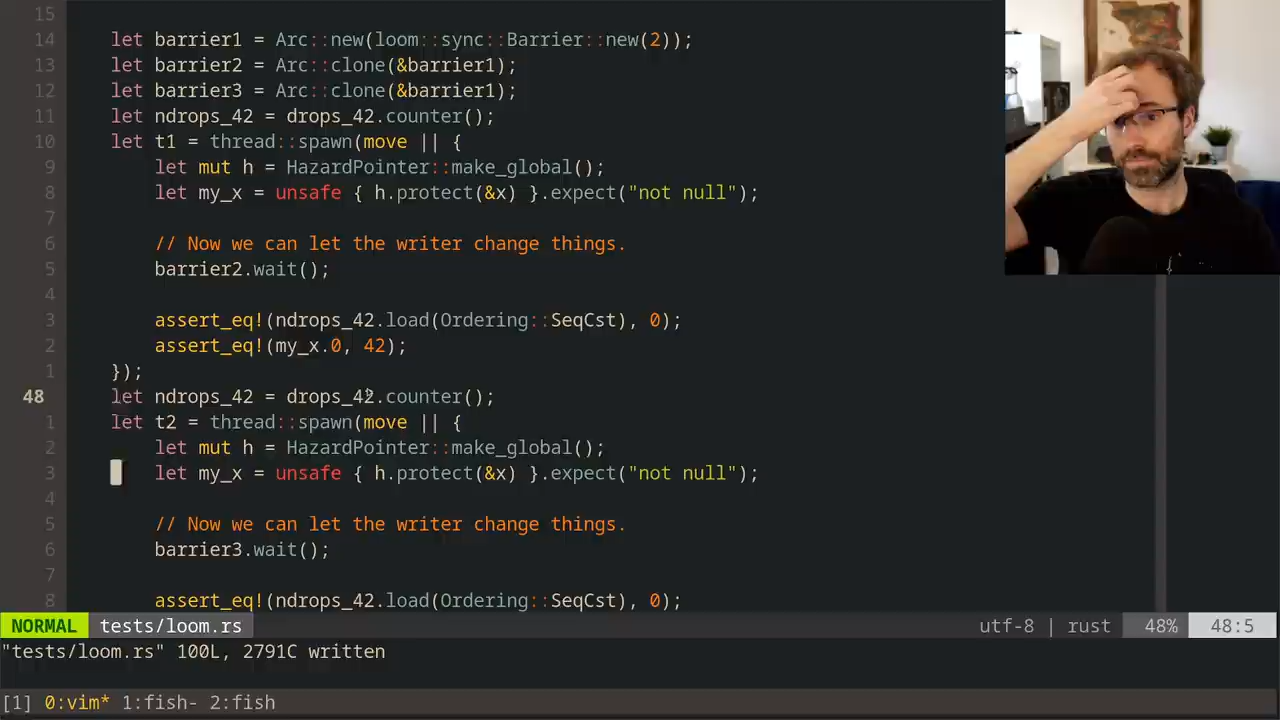 15
14 let barrier1 = Arc::new(loom::sync::Barrier::new(2));
13 let barrier2 = Arc::clone(&barrier1);
12 let barrier3 = Arc::clone(&barrier1);
11 let ndrops_42 = drops_42.counter();
10 let t1 = thread::spawn(move || {
9 let mut h = HazardPointer::make_global();
8 let my_x = unsafe { h.protect(&x) }.expect("not null");
7
6 // Now we can let the writer change things.
5 barrier2.wait();
4
3 assert_eq!(ndrops_42.load(Ordering::SeqCst), 0);
2 assert_eq!(my_x.0, 42);
1 });
48 let ndrops_42 = drops_42.counter();
1 let t2 = thread::spawn(move || {
2 let mut h = HazardPointer::make_global();
3 let my_x = unsafe { h.protect(&x) }.expect("not null");
4
5 // Now we can let the writer change things.
6 barrier3.wait();
7
8 assert_eq!(ndrops_42.load(Ordering::SeqCst), 0);
NORMAL tests/loom.rs utf-8 | rust 48% 48:5
"tests/loom.rs" 100L, 2791C written
[1] 0:vim* 1:fish- 2:fish